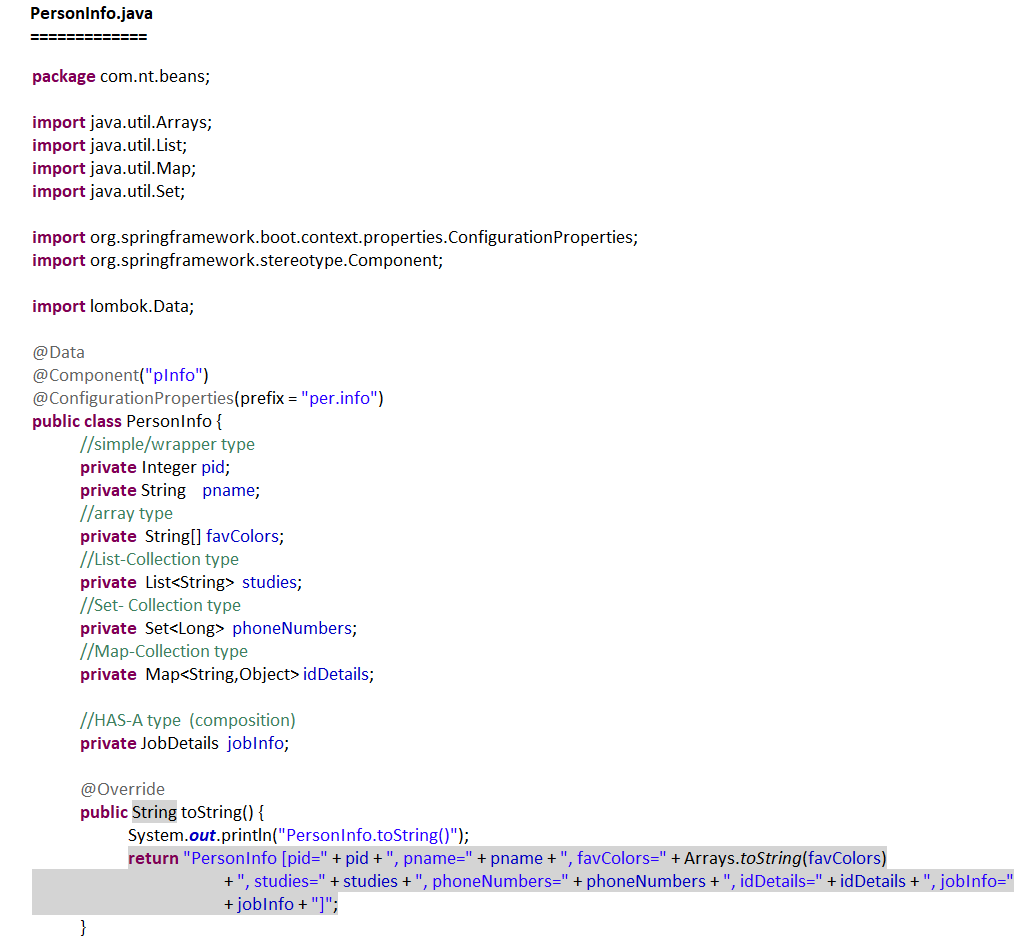 PersonInfo.java
=============
package com.nt.beans;
import java.util.Arrays;
import java.util.List;
import java.util.Map;
import java.util.Set;
import org.springframework.boot.context.properties.ConfigurationProperties;
import org.springframework.stereotype.Component;
import lombok.Data;
@Data
@Component("pInfo")
@ConfigurationProperties(prefix = "per.info")
public class PersonInfo {
//simple/wrapper type
private Integer pid;
private String pname;
//array type
private String[] favColors;
//List-Collection type
private List<String> studies;
//Set- Collection type
private Set<Long> phoneNumbers;
//Map-Collection type
private Map<String,Object> idDetails;
//HAS-A type (composition)
private JobDetails jobInfo;
@Override
public String toString() {
System.out.println("PersonInfo.toString()");
return "PersonInfo [pid=" + pid + ", pname=" + pname + ", favColors=" + Arrays.toString(favColors)
+ ", studies=" + studies + ", phoneNumbers=" + phoneNumbers + ", idDetails=" + idDetails + ", jobInfo="
+ jobInfo + "]";
}